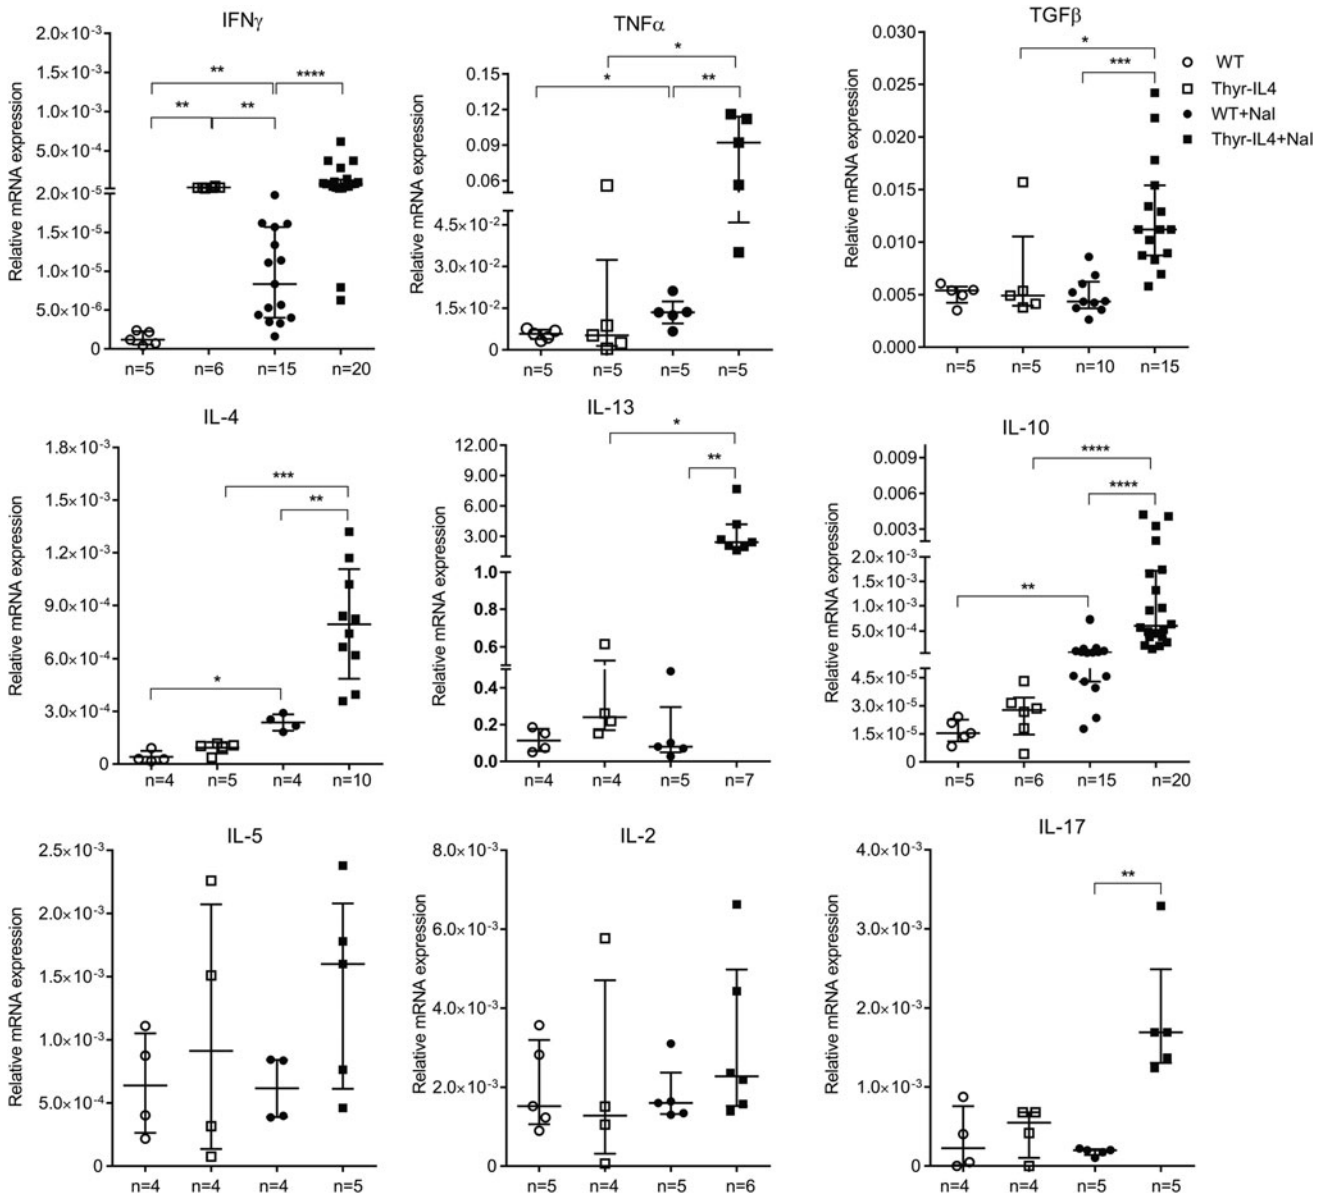 IFNγ
Relative mRNA expression
2.0×10⁻³
1.5×10⁻³
1.0×10⁻³
5.0×10⁻⁴
2.0×10⁻⁵
1.5×10⁻⁵
1.0×10⁻⁵
5.0×10⁻⁶
0
** ****
** **
n=5 n=6 n=15 n=20
TNFα
Relative mRNA expression
0.15
0.12
0.09
0.06
4.5×10⁻²
3.0×10⁻²
1.5×10⁻²
0
*
* **
n=5 n=5 n=5 n=5
TGFβ
Relative mRNA expression
0.030
0.025
0.020
0.015
0.010
0.005
0.000
*
***
n=5 n=5 n=10 n=15
WT
Thyr-IL4
WT+NaI
Thyr-IL4+NaI
IL-4
Relative mRNA expression
1.8×10⁻³
1.5×10⁻³
1.2×10⁻³
9.0×10⁻⁴
6.0×10⁻⁴
3.0×10⁻⁴
0
***
**
*
n=4 n=5 n=4 n=10
IL-13
Relative mRNA expression
12.00
9.00
6.00
3.00
1.0
0.8
0.6
0.4
0.2
0.0
*
**
n=4 n=4 n=5 n=7
IL-10
Relative mRNA expression
0.009
0.006
0.003
2.0×10⁻³
1.5×10⁻³
1.0×10⁻³
5.0×10⁻⁴
4.5×10⁻⁵
3.0×10⁻⁵
1.5×10⁻⁵
0
****
****
**
n=5 n=6 n=15 n=20
IL-5
Relative mRNA expression
2.5×10⁻³
2.0×10⁻³
1.5×10⁻³
1.0×10⁻³
5.0×10⁻⁴
0
n=4 n=4 n=4 n=5
IL-2
Relative mRNA expression
8.0×10⁻³
6.0×10⁻³
4.0×10⁻³
2.0×10⁻³
0
n=5 n=4 n=5 n=6
IL-17
Relative mRNA expression
4.0×10⁻³
3.0×10⁻³
2.0×10⁻³
1.0×10⁻³
0
**
n=4 n=4 n=5 n=5